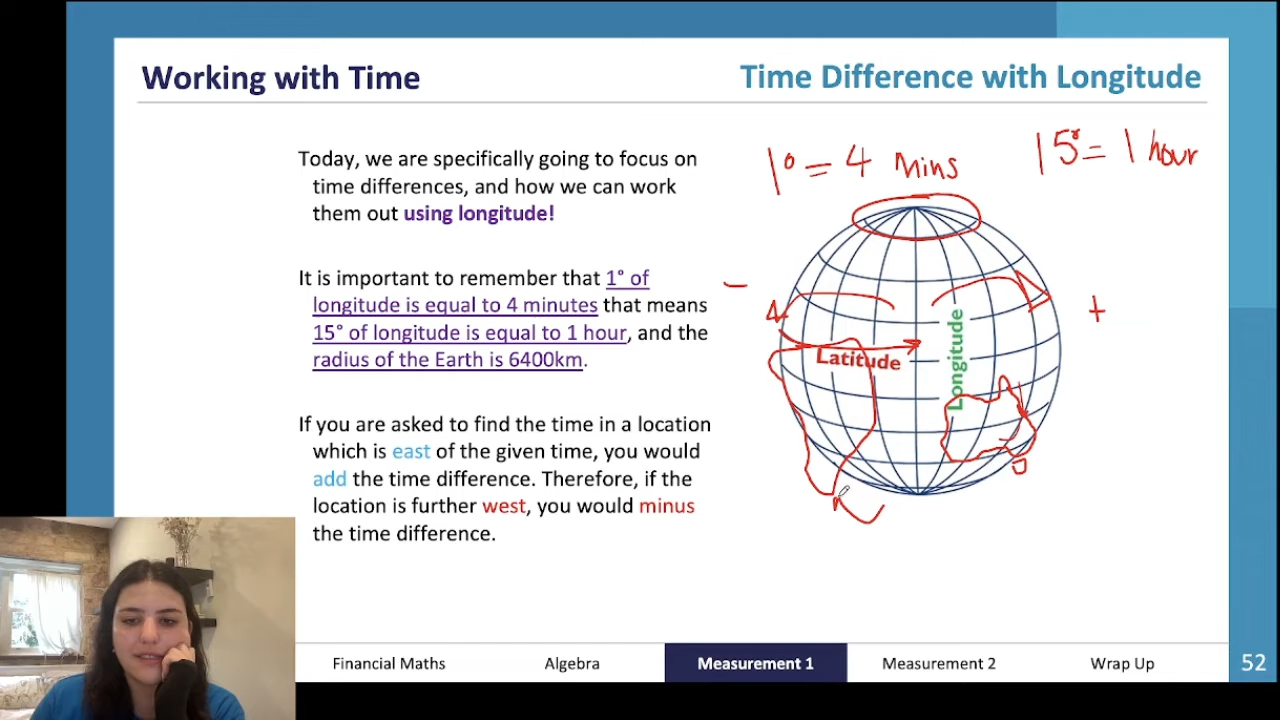 Working with Time
Time Difference with Longitude
Today, we are specifically going to focus on
time differences, and how we can work
them out using longitude!
It is important to remember that 1° of
longitude is equal to 4 minutes that means
15° of longitude is equal to 1 hour, and the
radius of the Earth is 6400km.
If you are asked to find the time in a location
which is east of the given time, you would
add the time difference. Therefore, if the
location is further west, you would minus
the time difference.
1° = 4 mins
15° = 1 hour
-
+
Latitude
Longitude
Financial Maths
Algebra
Measurement 1
Measurement 2
Wrap Up
52